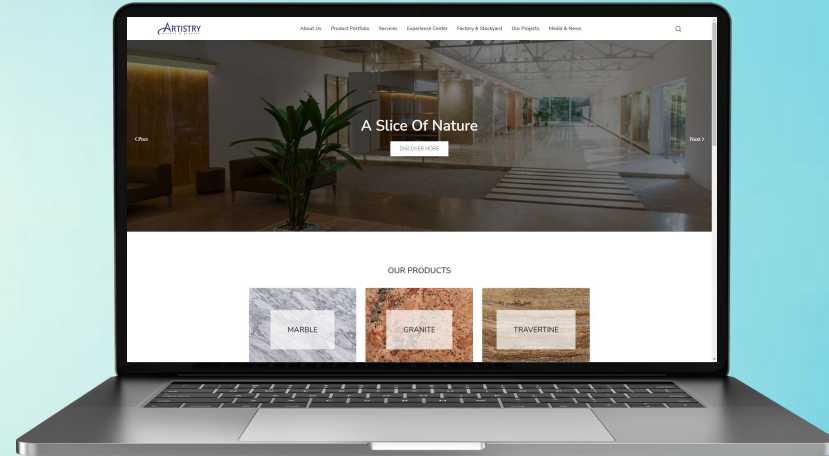 ARTISTRY
About Us Product Portfolio Services Experience Center Factory & Stockyard Our Projects Media & News
A Slice Of Nature
< Prev
DISCOVER MORE
Next >
OUR PRODUCTS
MARBLE GRANITE TRAVERTINE